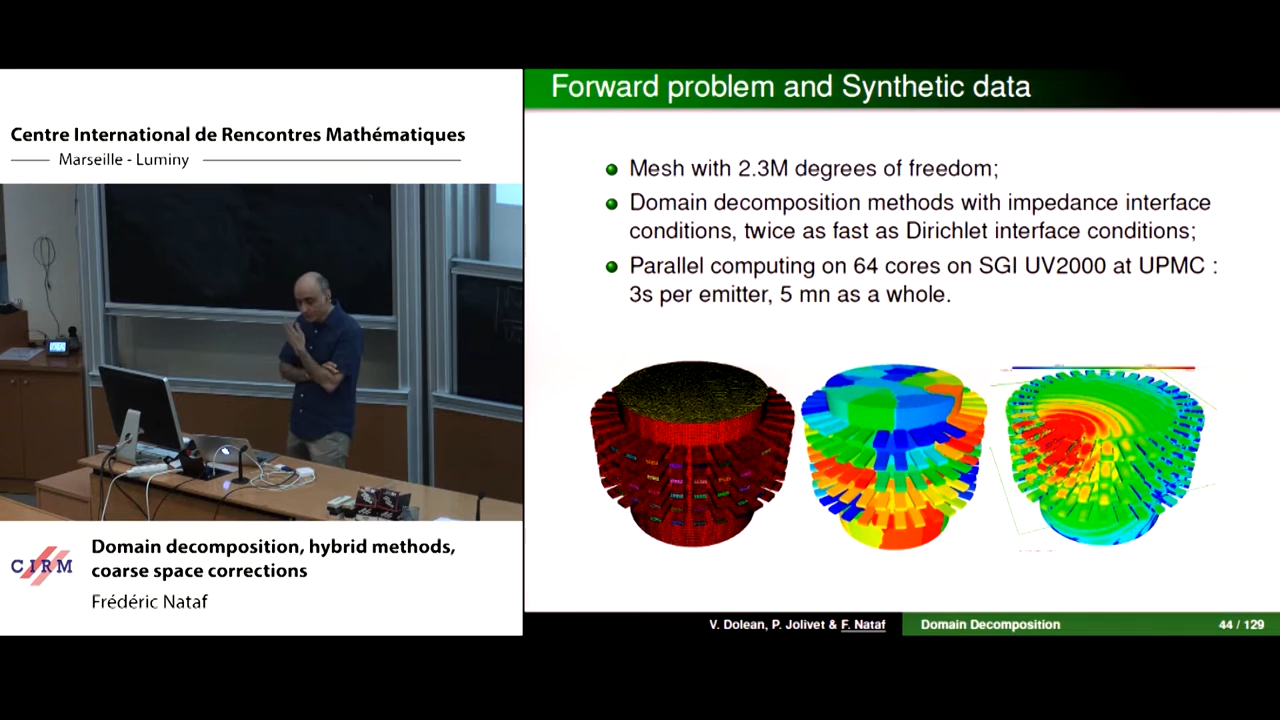 Centre International de Rencontres Mathématiques
Marseille - Luminy
CIRM
Domain decomposition, hybrid methods,
coarse space corrections
Frédéric Nataf
Forward problem and Synthetic data
Mesh with 2.3M degrees of freedom;
Domain decomposition methods with impedance interface
conditions, twice as fast as Dirichlet interface conditions;
Parallel computing on 64 cores on SGI UV2000 at UPMC :
3s per emitter, 5 mn as a whole.
V. Dolean, P. Jolivet & F. Nataf
Domain Decomposition
44 / 129